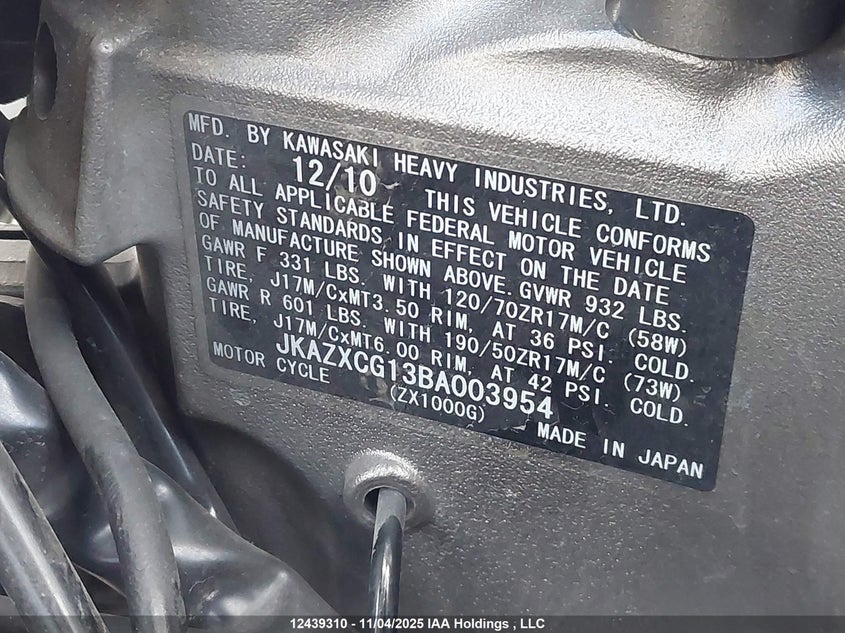 MFD. BY KAWASAKI HEAVY INDUSTRIES, LTD.
DATE: 12/10 THIS VEHICLE CONFORMS
TO ALL APPLICABLE FEDERAL MOTOR VEHICLE
SAFETY STANDARDS IN EFFECT ON THE DATE
OF MANUFACTURE SHOWN ABOVE. GVWR 932 LBS.
GAWR F 331 LBS. WITH 120/70ZR17M/C (58W)
TIRE, J17M/CxMT3.50 RIM, AT 36 PSI. COLD.
GAWR R 601 LBS. WITH 190/50ZR17M/C (73W)
TIRE, J17M/CxMT6.00 RIM, AT 42 PSI. COLD.
JKAZXCG13BA003954
MOTOR CYCLE (ZX1000G) MADE IN JAPAN
12439310 - 11/04/2025 IAA Holdings , LLC